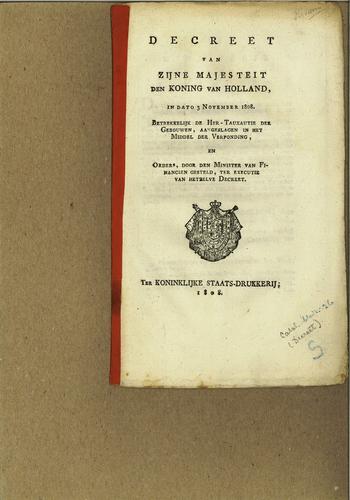 DECREET
VAN
ZIJNE MAJESTEIT
DEN KONING VAN HOLLAND,
IN DATO 3 NOVEMBER 1808.
BETREKKELIJK DE HER-TAUXATIE DER
GEBOUWEN, AANGESLAGEN IN HET
MIDDEL DER VERPONDING,
EN
ORDERS, DOOR DEN MINISTER VAN FI-
NANCIEN GESTELD, TER EXECUTIE
VAN HETZELVE DECREET.
TER KONINKLIJKE STAATS-DRUKKERIJ;
1808.
(Decreet)
S